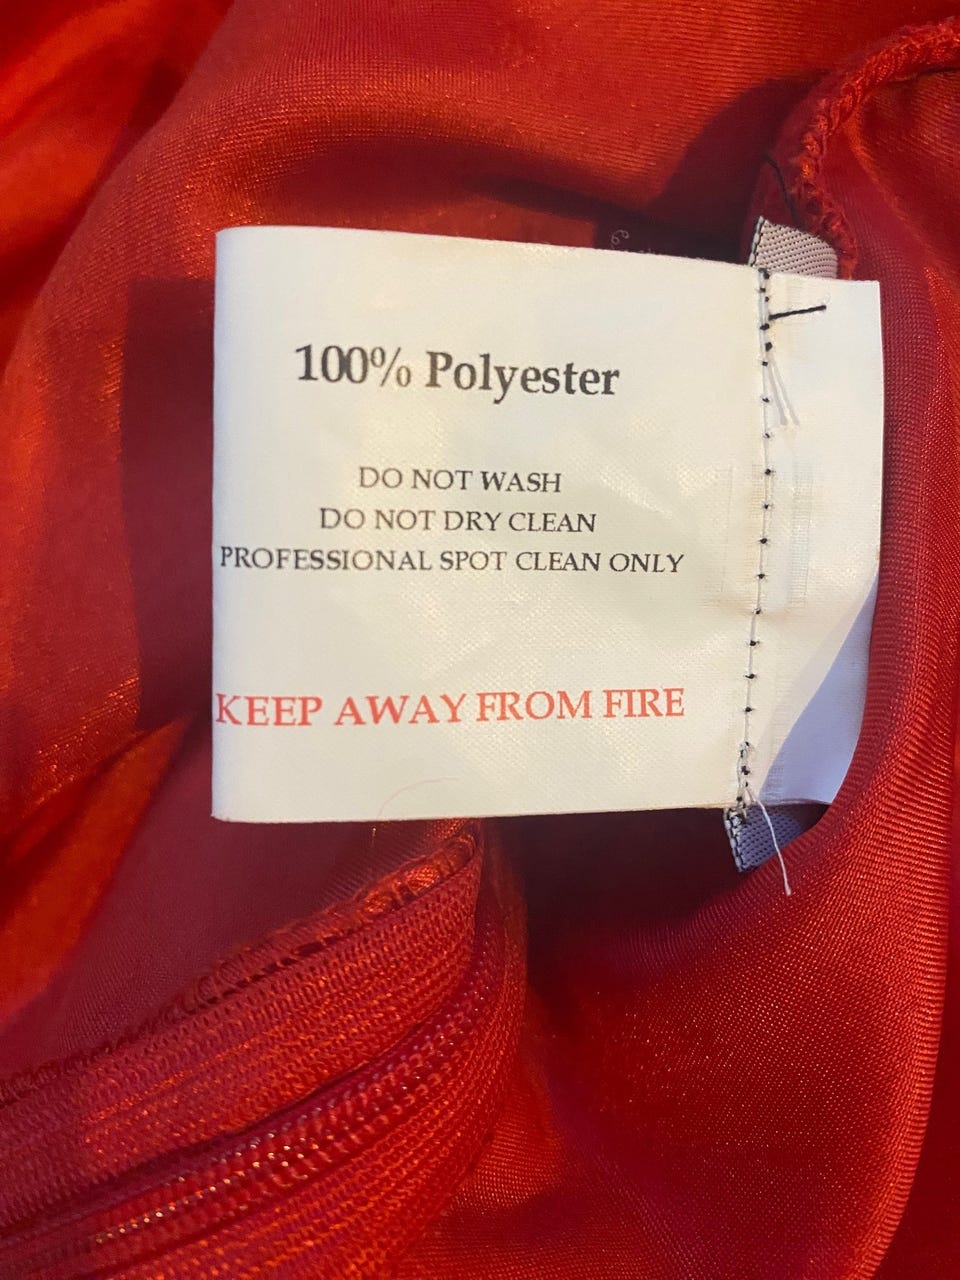 100% Polyester
DO NOT WASH
DO NOT DRY CLEAN
PROFESSIONAL SPOT CLEAN ONLY
KEEP AWAY FROM FIRE